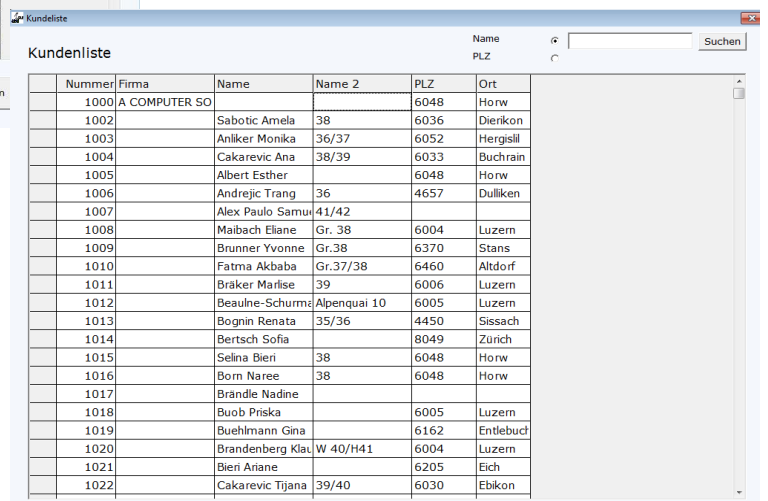 Kundeliste
Kundenliste
Name
PLZ
Suchen
Nummer Firma Name Name 2 PLZ Ort
1000 A COMPUTER SO 6048 Horw
1002 Sabotic Amela 38 6036 Dierikon
1003 Anliker Monika 36/37 6052 Hergislil
1004 Cakarevic Ana 38/39 6033 Buchrain
1005 Albert Esther 6048 Horw
1006 Andrejic Trang 36 4657 Dulliken
1007 Alex Paulo Samu 41/42
1008 Maibach Eliane Gr. 38 6004 Luzern
1009 Brunner Yvonne Gr.38 6370 Stans
1010 Fatma Akbaba Gr.37/38 6460 Altdorf
1011 Bräker Marlise 39 6006 Luzern
1012 Beaulne-Schurma Alpenquai 10 6005 Luzern
1013 Bognin Renata 35/36 4450 Sissach
1014 Bertsch Sofia 8049 Zürich
1015 Selina Bieri 38 6048 Horw
1016 Born Naree 38 6048 Horw
1017 Brändle Nadine
1018 Buob Priska 6005 Luzern
1019 Buehlmann Gina 6162 Entlebuch
1020 Brandenberg Klau W 40/H41 6004 Luzern
1021 Bieri Ariane 6205 Eich
1022 Cakarevic Tijana 39/40 6030 Ebikon